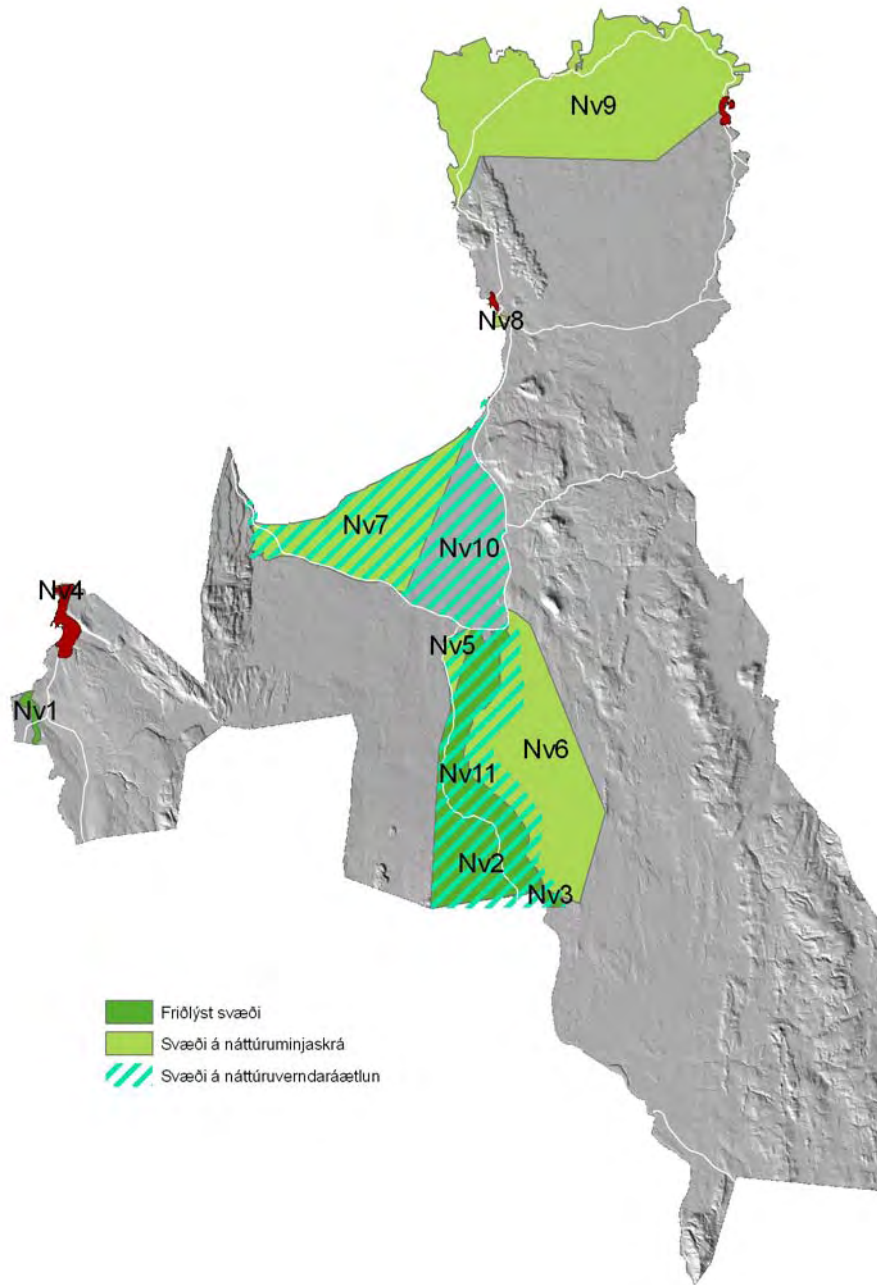 Nv9
Nv8
Nv7
Nv10
Nv4
Nv5
Nv1
Nv6
Nv11
Nv2
Nv3
Friðlýst svæði
Svæði á náttúruminjaskrá
Svæði á náttúruverndaráætlun